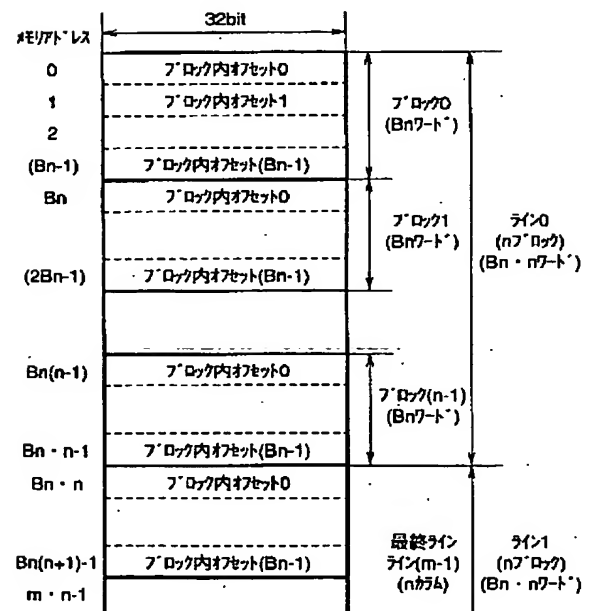 32bit
メモリアドレス
0 ブロック内オフセット0
1 ブロック内オフセット1
2
(Bn-1) ブロック内オフセット(Bn-1)
ブロック0
(Bnワード)
Bn ブロック内オフセット0
(2Bn-1) ブロック内オフセット(Bn-1)
ブロック1
(Bnワード)
ライン0
(nブロック)
(Bn・nワード)
Bn(n-1) ブロック内オフセット0
Bn・n-1 ブロック内オフセット(Bn-1)
ブロック(n-1)
(Bnワード)
Bn・n ブロック内オフセット0
Bn(n+1)-1 ブロック内オフセット(Bn-1)
m・n-1
最終ライン
ライン(m-1)
(nカラム)
ライン1
(nブロック)
(Bn・nワード)